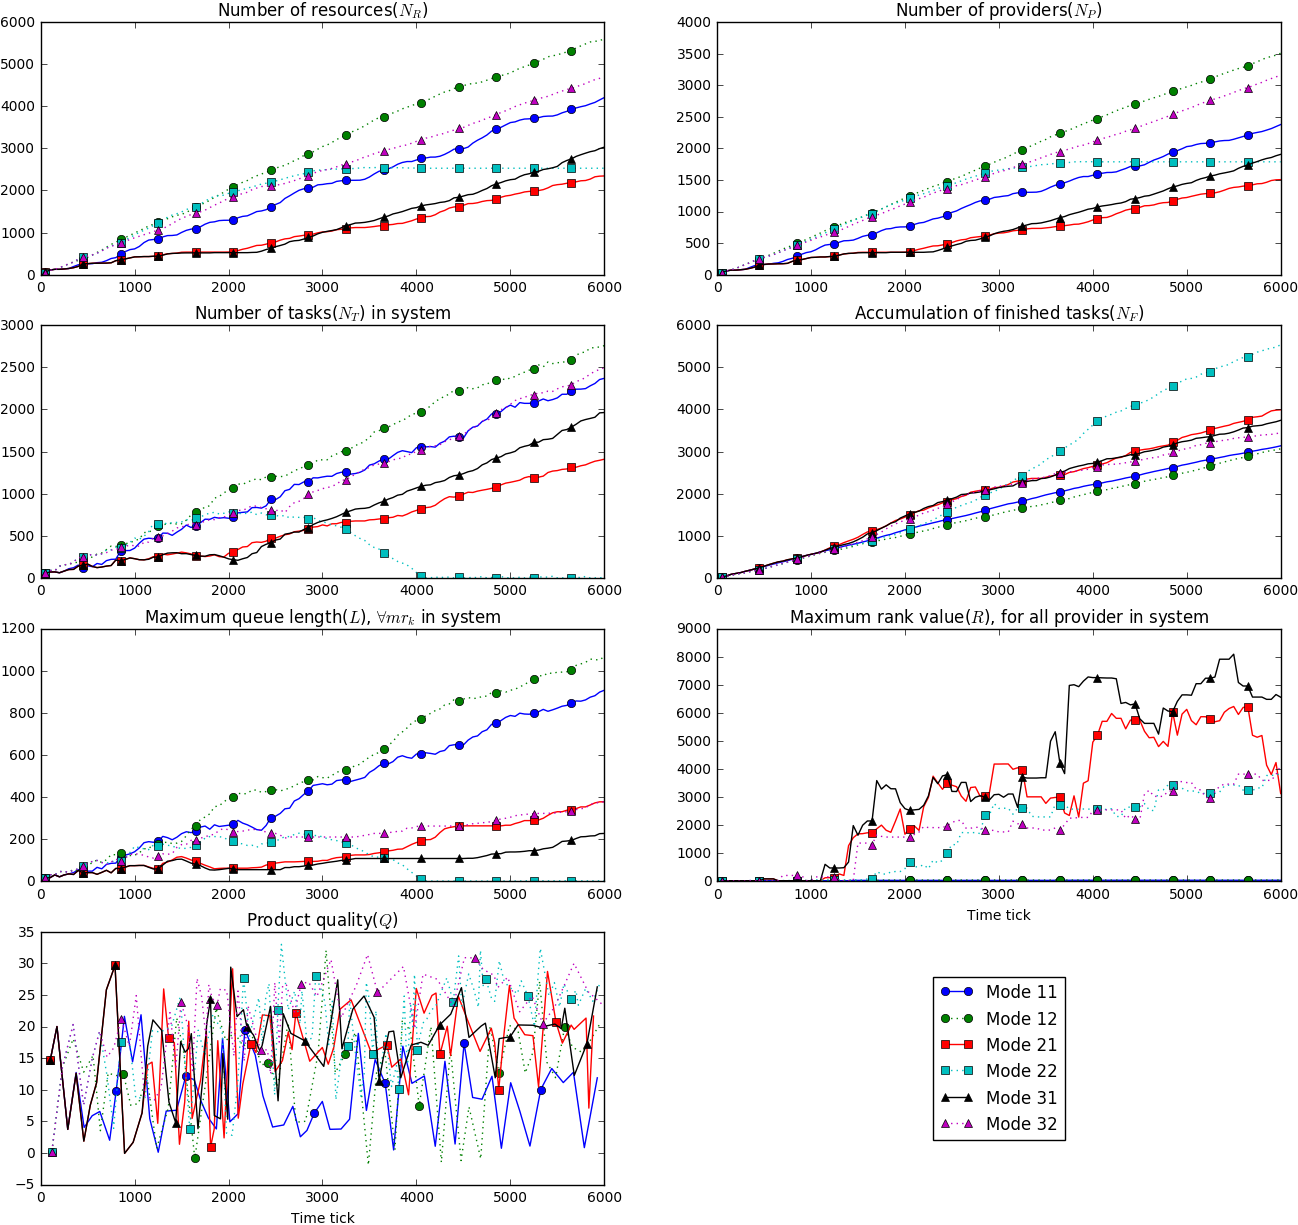 Number of resources(N_R)
6000
5000
4000
3000
2000
1000
0
0 1000 2000 3000 4000 5000 6000
Number of providers(N_P)
4000
3500
3000
2500
2000
1500
1000
500
0
0 1000 2000 3000 4000 5000 6000
Number of tasks(N_T) in system
3000
2500
2000
1500
1000
500
0
0 1000 2000 3000 4000 5000 6000
Accumulation of finished tasks(N_F)
6000
5000
4000
3000
2000
1000
0
0 1000 2000 3000 4000 5000 6000
Maximum queue length(L), ∀mr_k in system
1200
1000
800
600
400
200
0
0 1000 2000 3000 4000 5000 6000
Maximum rank value(R), for all provider in system
9000
8000
7000
6000
5000
4000
3000
2000
1000
0
0 1000 2000 3000 4000 5000 6000
Time tick
Product quality(Q)
35
30
25
20
15
10
5
0
−5
0 1000 2000 3000 4000 5000 6000
Time tick
Mode 11
Mode 12
Mode 21
Mode 22
Mode 31
Mode 32